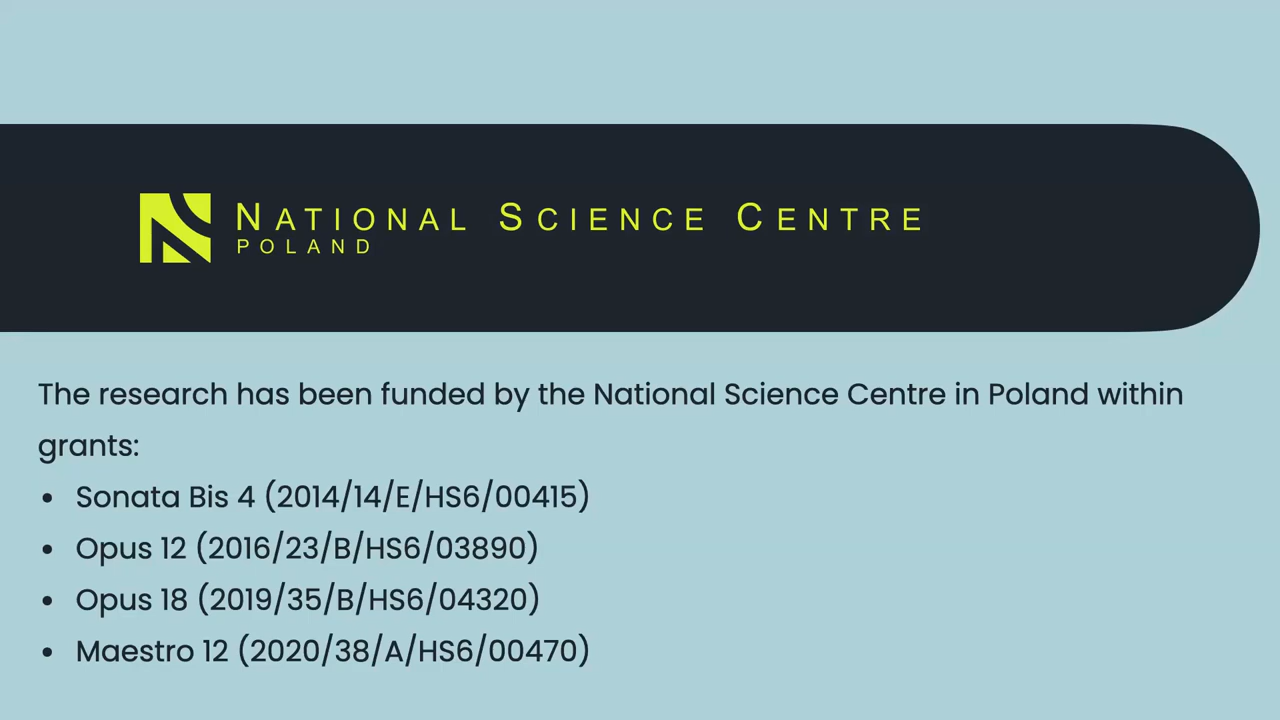 NATIONAL SCIENCE CENTRE
POLAND
The research has been funded by the National Science Centre in Poland within
grants:
• Sonata Bis 4 (2014/14/E/HS6/00415)
• Opus 12 (2016/23/B/HS6/03890)
• Opus 18 (2019/35/B/HS6/04320)
• Maestro 12 (2020/38/A/HS6/00470)